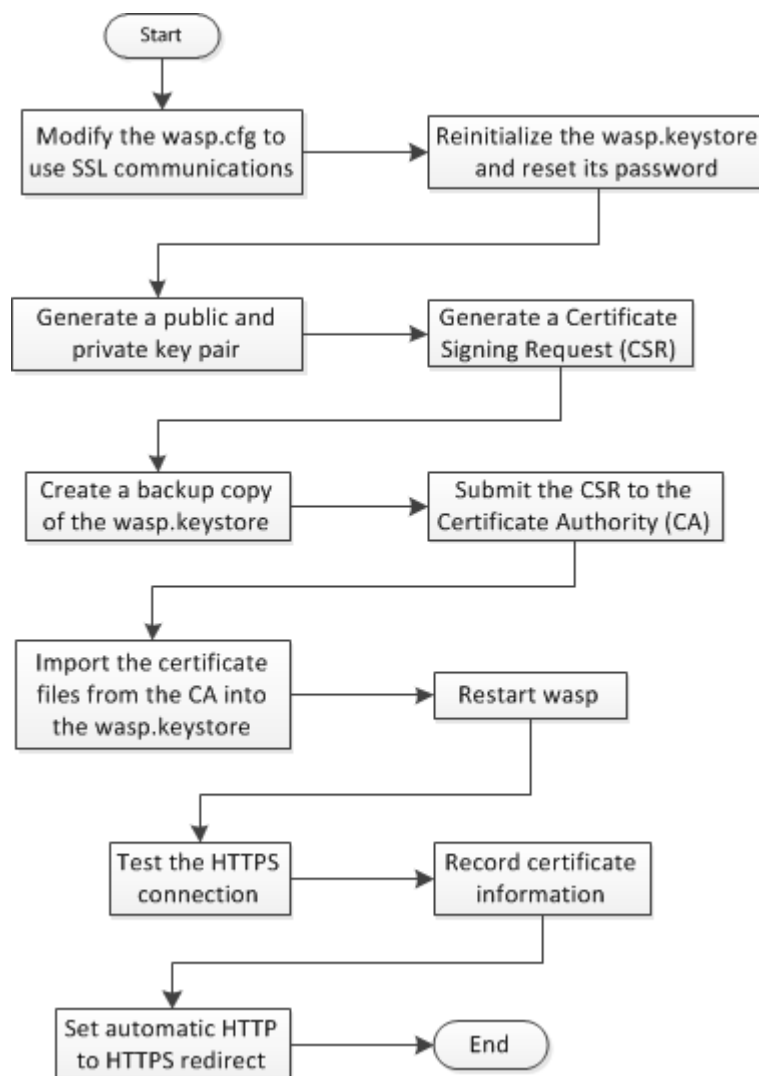 Start
Modify the wasp.cfg to
use SSL communications
Reinitialize the wasp.keystore
and reset its password
Generate a public and
private key pair
Generate a Certificate
Signing Request (CSR)
Create a backup copy
of the wasp.keystore
Submit the CSR to the
Certificate Authority (CA)
Import the certificate
files from the CA into
the wasp.keystore
Restart wasp
Test the HTTPS
connection
Record certificate
information
Set automatic HTTP
to HTTPS redirect
End